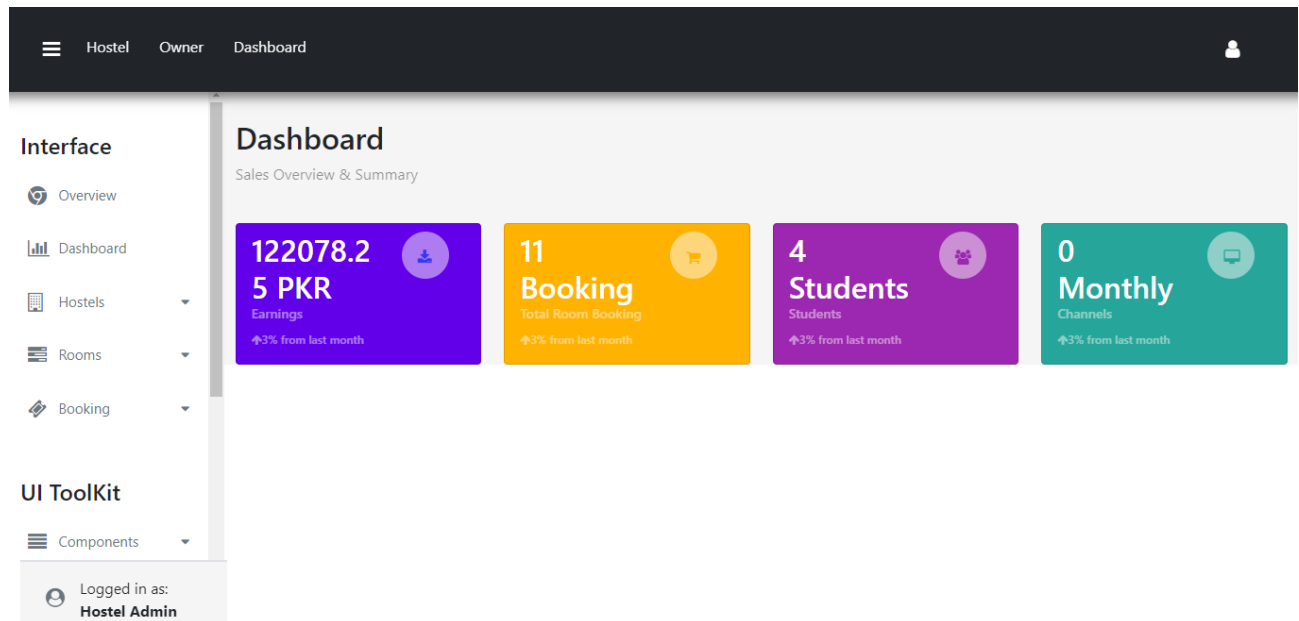 Hostel Owner Dashboard
Interface
Overview
Dashboard
Hostels
Rooms
Booking
UI ToolKit
Components
Logged in as:
Hostel Admin
Dashboard
Sales Overview & Summary
122078.2
5 PKR
Earnings
3% from last month
11
Booking
Total Room Booking
3% from last month
4
Students
Students
3% from last month
0
Monthly
Channels
3% from last month